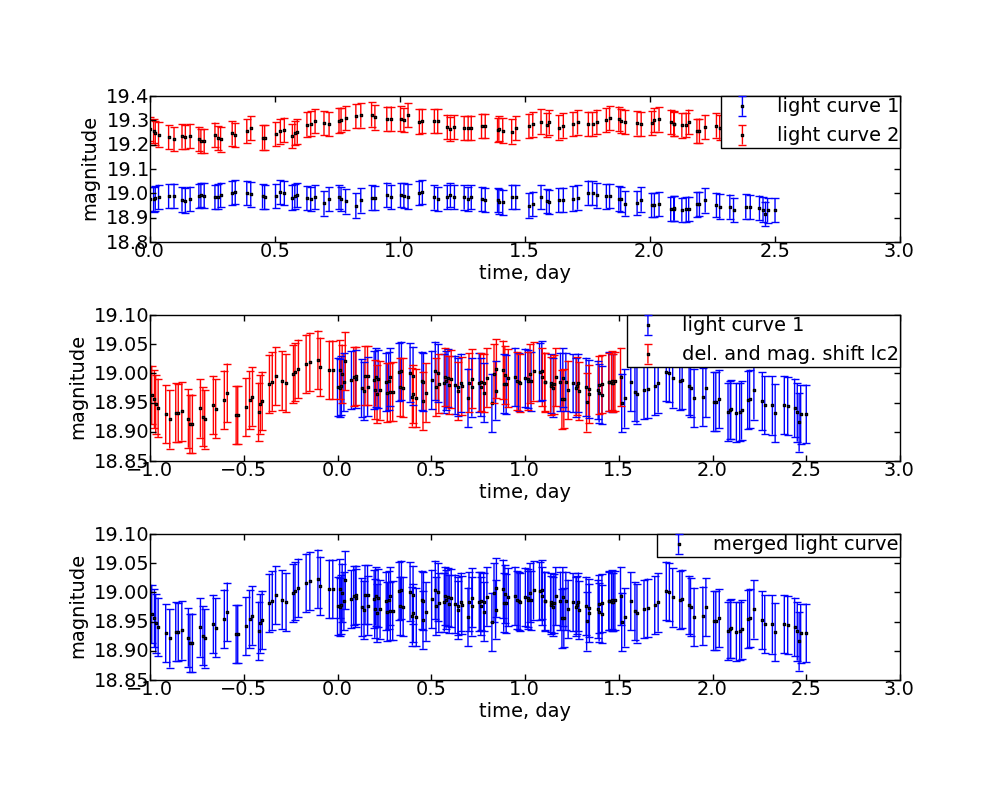 19.4
19.3
19.2
19.1
19.0
18.9
18.8
magnitude
light curve 1
light curve 2
0.0 0.5 1.0 1.5 2.0 2.5 3.0
time, day
19.10
19.05
19.00
18.95
18.90
18.85
magnitude
light curve 1
del. and mag. shift lc2
−1.0 −0.5 0.0 0.5 1.0 1.5 2.0 2.5 3.0
time, day
19.10
19.05
19.00
18.95
18.90
18.85
magnitude
merged light curve
−1.0 −0.5 0.0 0.5 1.0 1.5 2.0 2.5 3.0
time, day